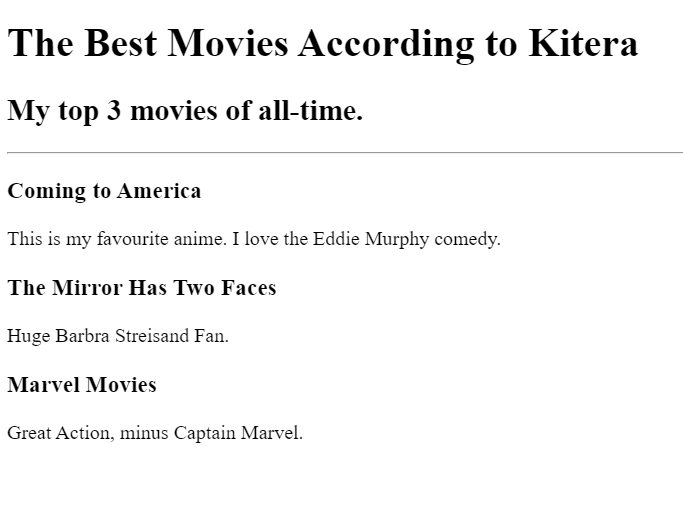 The Best Movies According to Kitera
My top 3 movies of all-time.
Coming to America
This is my favourite anime. I love the Eddie Murphy comedy.
The Mirror Has Two Faces
Huge Barbra Streisand Fan.
Marvel Movies
Great Action, minus Captain Marvel.